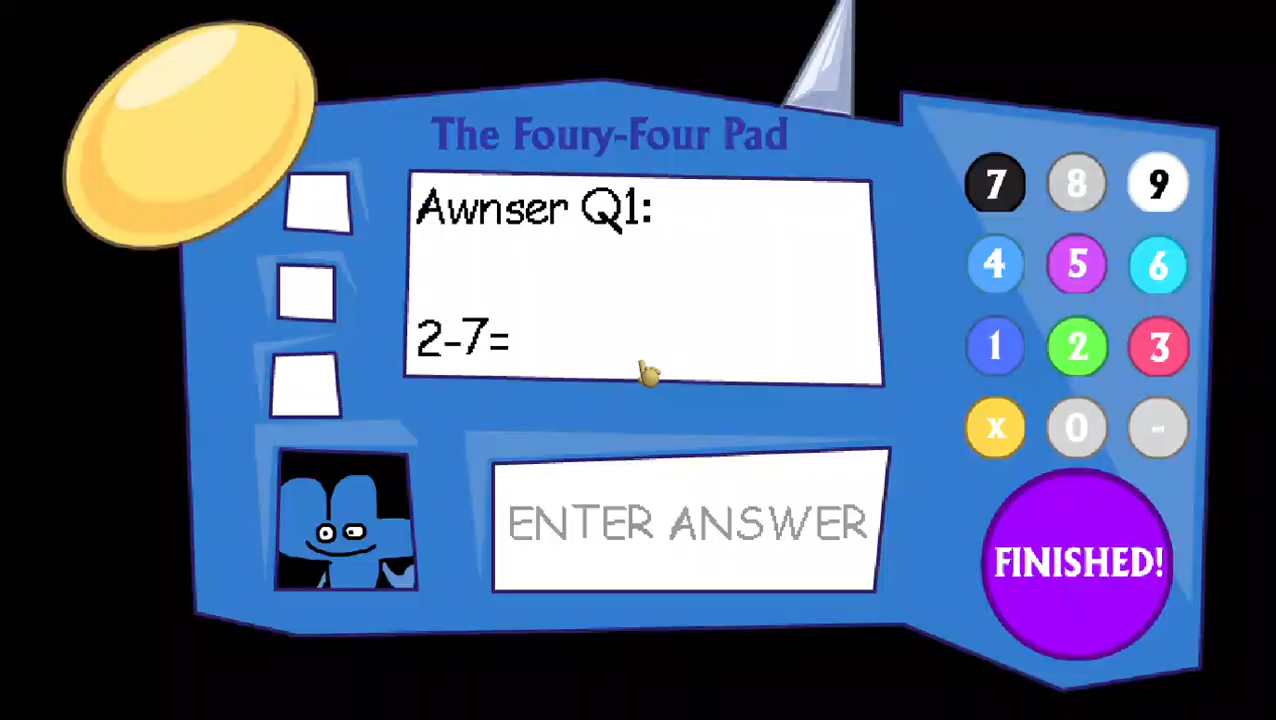 The Foury-Four Pad
Awnser Q1:
2-7=
ENTER ANSWER
7 8 9
4 5 6
1 2 3
x 0 -
FINISHED!